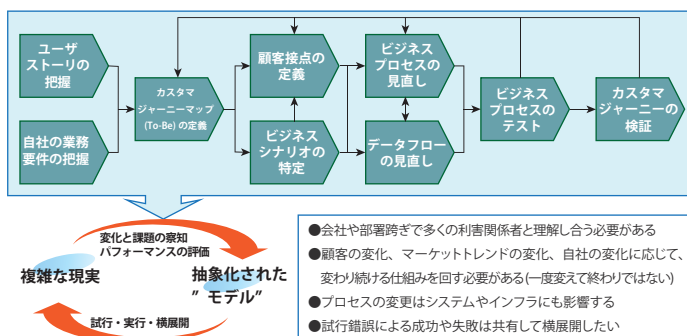 ユーザ
ストーリの
把握
自社の業務
要件の把握
カスタマ
ジャーニーマップ
(To-Be) の定義
顧客接点の
定義
ビジネス
シナリオの
特定
ビジネス
プロセスの
見直し
データフロー
の見直し
ビジネス
プロセスの
テスト
カスタマ
ジャーニーの
検証
変化と課題の察知
パフォーマンスの評価
複雑な現実
抽象化された
”モデル”
試行・実行・横展開
●会社や部署跨ぎで多くの利害関係者と理解し合う必要がある
●顧客の変化、マーケットトレンドの変化、自社の変化に応じて、
変わり続ける仕組みを回す必要がある(一度変えて終わりではない)
●プロセスの変更はシステムやインフラにも影響する
●試行錯誤による成功や失敗は共有して横展開したい